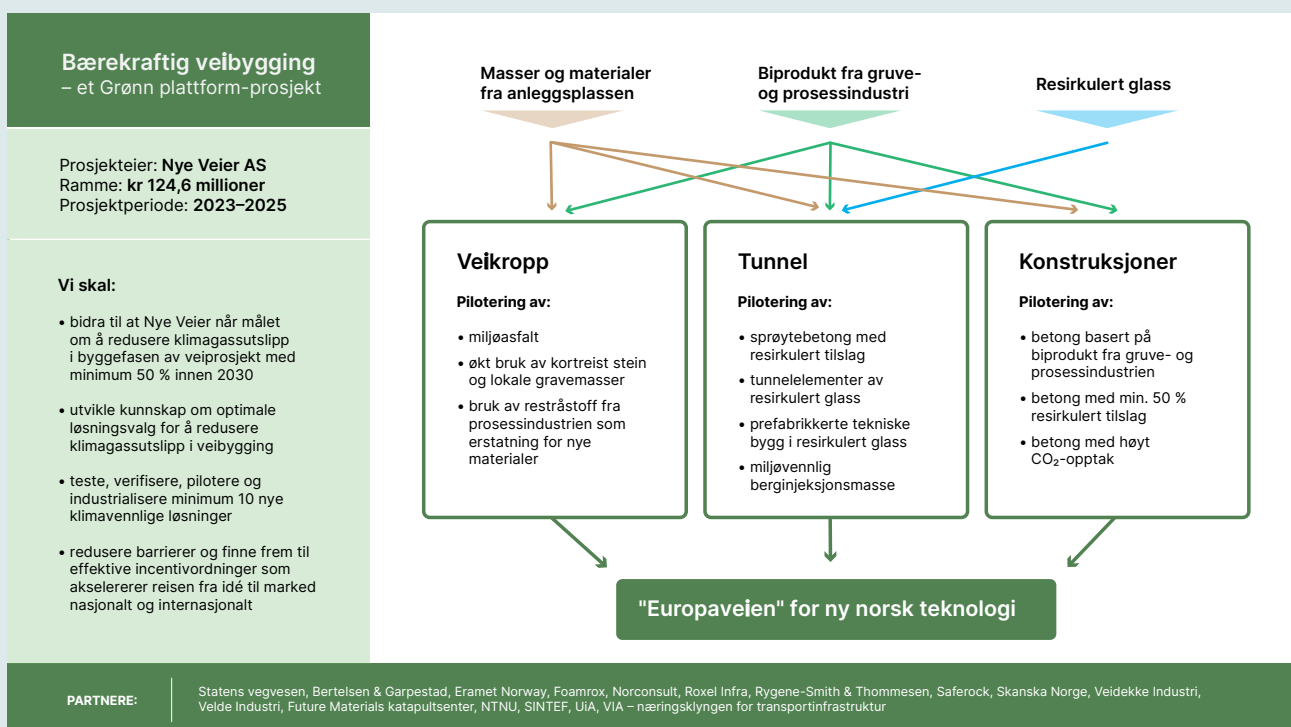 Bærekraftig veibygging
– et Grønn plattform-prosjekt
Prosjekteier: Nye Veier AS
Ramme: kr 124,6 millioner
Prosjektperiode: 2023–2025
Vi skal:
• bidra til at Nye Veier når målet
om å redusere klimagassutslipp
i byggefasen av veiprosjekt med
minimum 50 % innen 2030
• utvikle kunnskap om optimale
løsningsvalg for å redusere
klimagassutslipp i veibygging
• teste, verifisere, pilotere og
industrialisere minimum 10 nye
klimavennlige løsninger
• redusere barrierer og finne frem til
effektive incentivordninger som
akselererer reisen fra idé til marked
nasjonalt og internasjonalt
Masser og materialer
fra anleggsplassen
Biprodukt fra gruve-
og prosessindustri
Resirkulert glass
Veikropp
Pilotering av:
• miljøasfalt
• økt bruk av kortreist stein
og lokale gravemasser
• bruk av restråstoff fra
prosessindustrien som
erstatning for nye
materialer
Tunnel
Pilotering av:
• sprøytebetong med
resirkulert tilslag
• tunnelelementer av
resirkulert glass
• prefabrikkerte tekniske
bygg i resirkulert glass
• miljøvennlig
berginjeksjonsmasse
Konstruksjoner
Pilotering av:
• betong basert på
biprodukt fra gruve- og
prosessindustrien
• betong med min. 50 %
resirkulert tilslag
• betong med høyt
CO₂-opptak
"Europaveien" for ny norsk teknologi
PARTNERE:
Statens vegvesen, Bertelsen & Garpestad, Eramet Norway, Foamrox, Norconsult, Roxel Infra, Rygene-Smith & Thommesen, Saferock, Skanska Norge, Veidekke Industri,
Velde Industri, Future Materials katapultsenter, NTNU, SINTEF, UiA, VIA – næringsklyngen for transportinfrastruktur